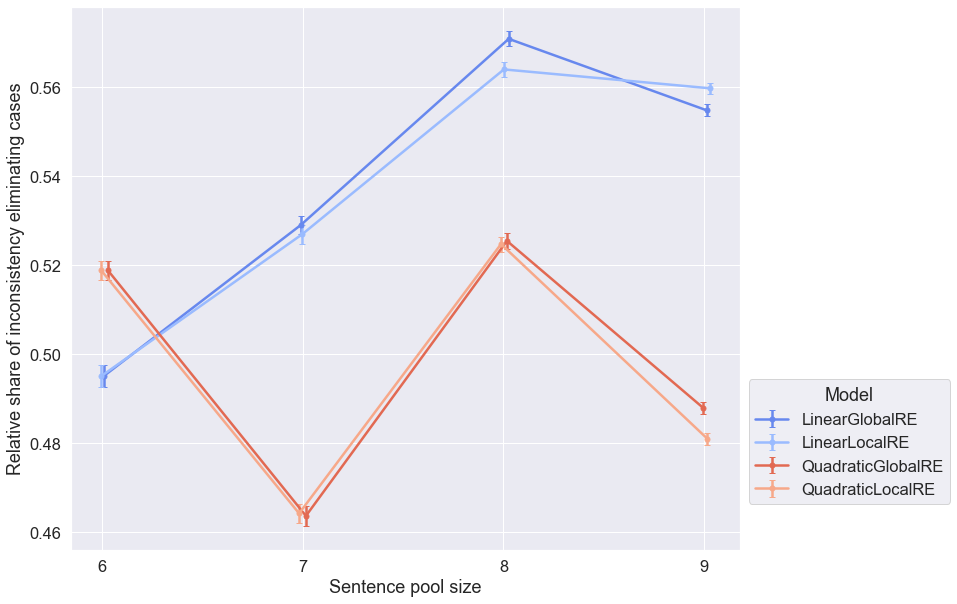 Relative share of inconsistency eliminating cases
0.56
0.54
0.52
0.50
0.48
0.46
6 7 8 9
Sentence pool size
Model
LinearGlobalRE
LinearLocalRE
QuadraticGlobalRE
QuadraticLocalRE